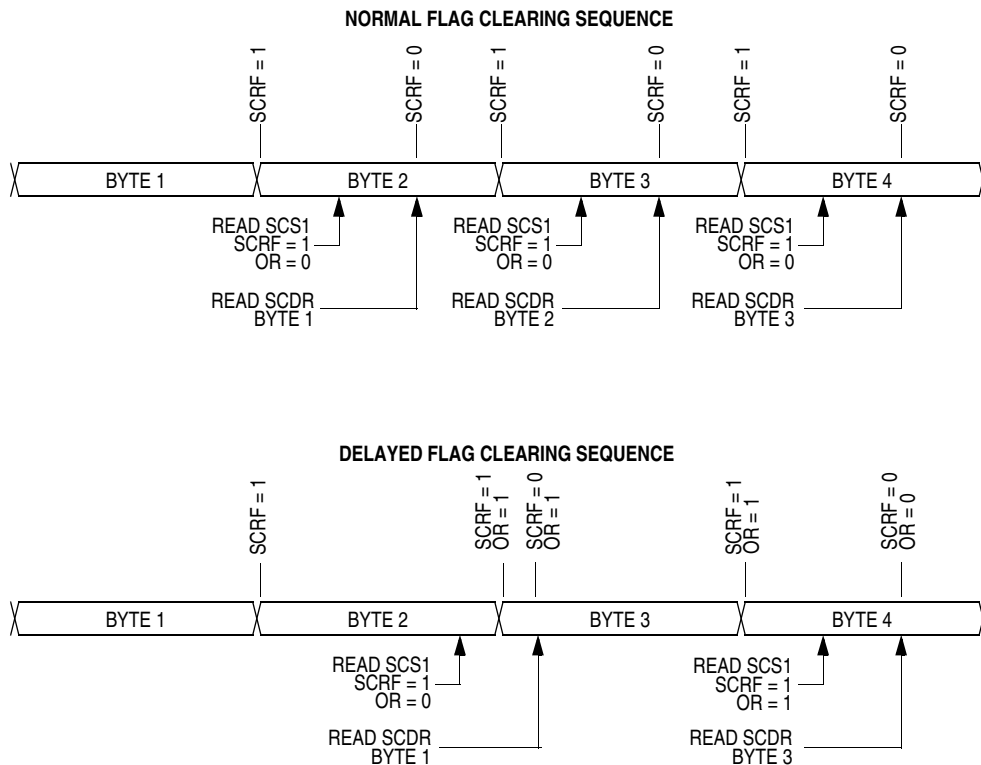 NORMAL FLAG CLEARING SEQUENCE
SCRF = 1
SCRF = 0
SCRF = 1
SCRF = 0
SCRF = 1
SCRF = 0
BYTE 1
BYTE 2
BYTE 3
BYTE 4
READ SCS1
SCRF = 1
OR = 0
READ SCS1
SCRF = 1
OR = 0
READ SCS1
SCRF = 1
OR = 0
READ SCDR
BYTE 1
READ SCDR
BYTE 2
READ SCDR
BYTE 3
DELAYED FLAG CLEARING SEQUENCE
SCRF = 1
SCRF = 1
OR = 1
SCRF = 0
OR = 1
SCRF = 1
OR = 1
SCRF = 0
OR = 0
BYTE 1
BYTE 2
BYTE 3
BYTE 4
READ SCS1
SCRF = 1
OR = 0
READ SCS1
SCRF = 1
OR = 1
READ SCDR
BYTE 1
READ SCDR
BYTE 3